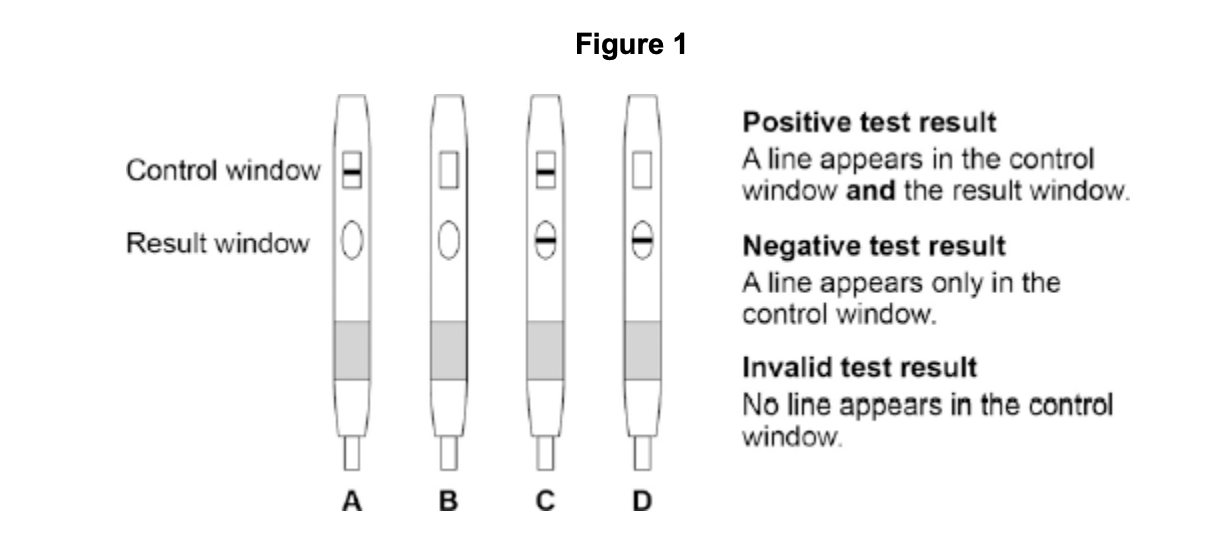 Figure 1
Control window
Result window
A
B
C
D
Positive test result
A line appears in the control
window and the result window.
Negative test result
A line appears only in the
control window.
Invalid test result
No line appears in the control
window.